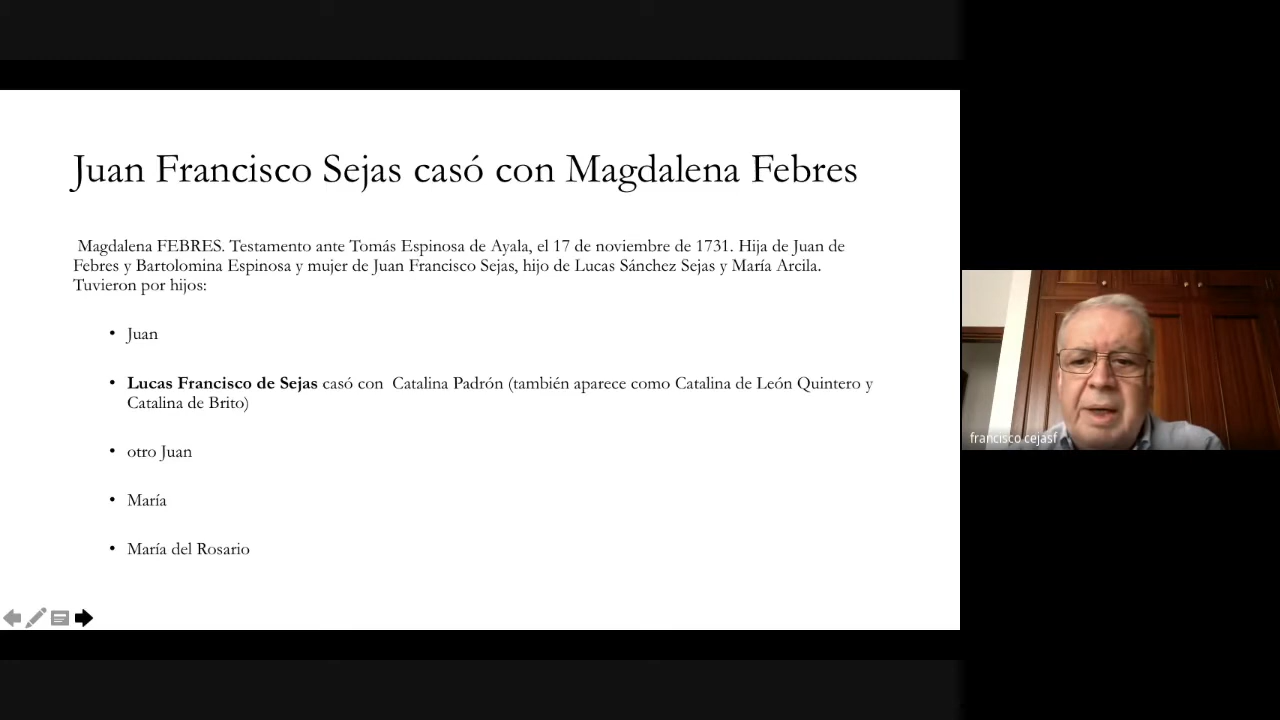 Juan Francisco Sejas casó con Magdalena Febres
Magdalena FEBRES. Testamento ante Tomás Espinosa de Ayala, el 17 de noviembre de 1731. Hija de Juan de
Febres y Bartolomina Espinosa y mujer de Juan Francisco Sejas, hijo de Lucas Sánchez Sejas y María Arcila.
Tuvieron por hijos:
• Juan
• Lucas Francisco de Sejas casó con Catalina Padrón (también aparece como Catalina de León Quintero y
Catalina de Brito)
• otro Juan
• María
• María del Rosario
francisco cejasf